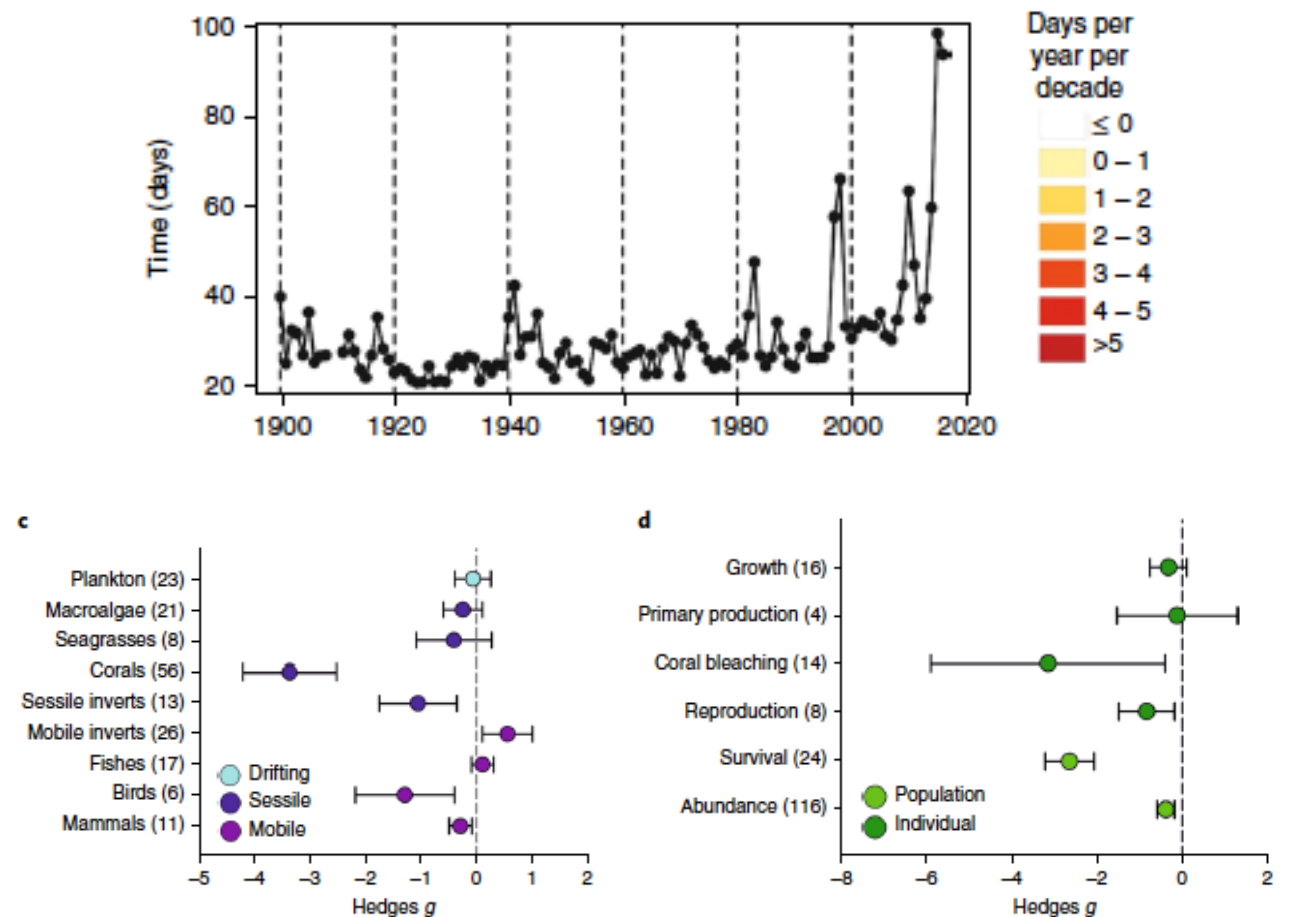 Days per
year per
decade
≤ 0
0 – 1
1 – 2
2 – 3
3 – 4
4 – 5
>5
Time (days)
100
80
60
40
20
1900 1920 1940 1960 1980 2000 2020
c
Plankton (23)
Macroalgae (21)
Seagrasses (8)
Corals (56)
Sessile inverts (13)
Mobile inverts (26)
Fishes (17)
Birds (6)
Mammals (11)
Drifting
Sessile
Mobile
–5 –4 –3 –2 –1 0 1 2
Hedges g
d
Growth (16)
Primary production (4)
Coral bleaching (14)
Reproduction (8)
Survival (24)
Abundance (116)
Population
Individual
–8 –6 –4 –2 0 2
Hedges g